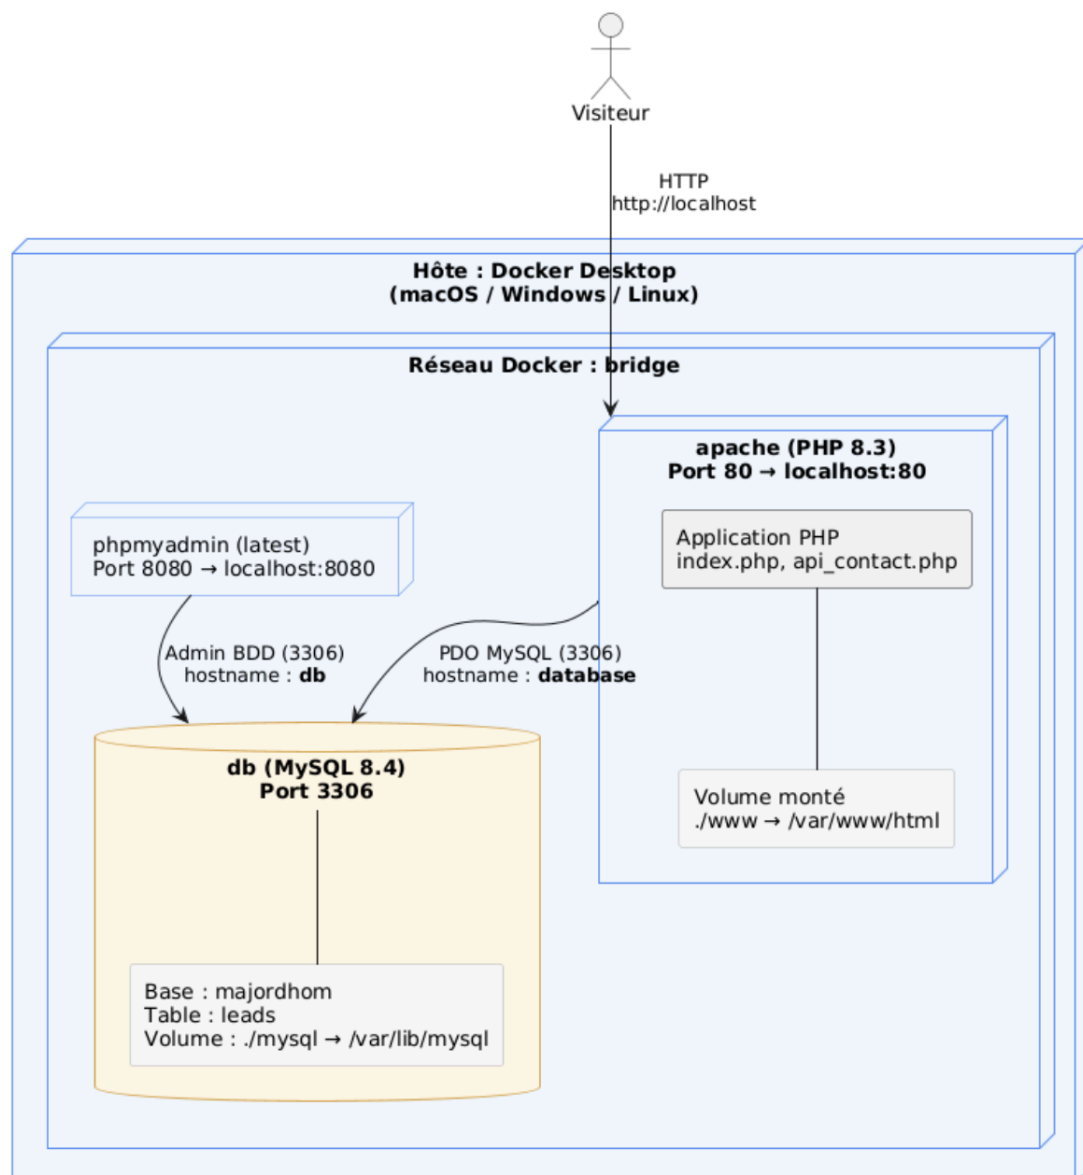 Visiteur
HTTP
http://localhost
Hôte : Docker Desktop
(macOS / Windows / Linux)
Réseau Docker : bridge
apache (PHP 8.3)
Port 80 → localhost:80
Application PHP
index.php, api_contact.php
phpmyadmin (latest)
Port 8080 → localhost:8080
Admin BDD (3306)
hostname : db
PDO MySQL (3306)
hostname : database
db (MySQL 8.4)
Port 3306
Volume monté
./www → /var/www/html
Base : majordhom
Table : leads
Volume : ./mysql → /var/lib/mysql